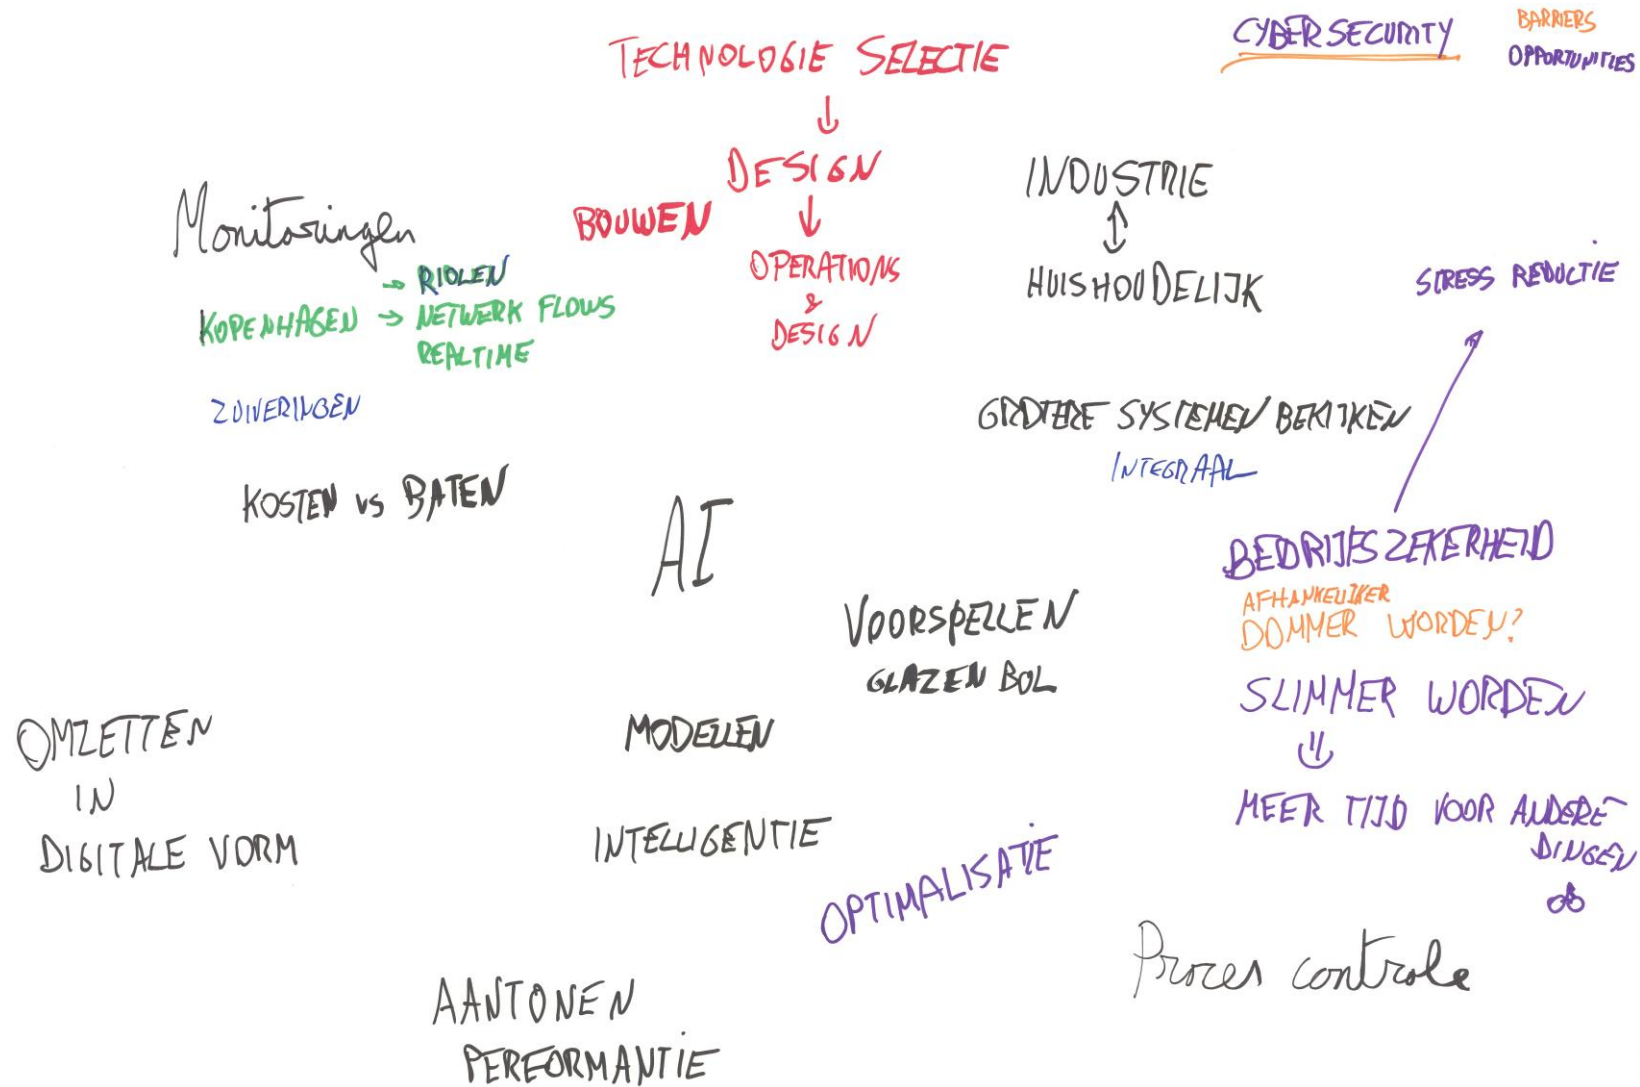 TECHNOLOGIE SELECTIE
CYBERSECURITY
BARRIERS
OPPORTUNITIES
DESIGN
BOUWEN
OPERATIONS
&
DESIGN
INDUSTRIE
HUISHOUDELIJK
STRESS REDUCTIE
Monitoringen
RIOLEN
KOPENHAGEN → NETWERK FLOWS
REALTIME
ZUIVERINGEN
KOSTEN vs BATEN
GROTERE SYSTEMEN BEKIJKEN
INTEGRAAL
AI
BEDRIJFSZEKERHEID
AFHANKELIJKER
DOMMER WORDEN?
SLIMMER WORDEN
MEER TIJD VOOR ANDERE
DINGEN
VOORSPELLEN
GLAZEN BOL
MODELLEN
INTELLIGENTIE
OMZETTEN
IN
DIGITALE VORM
OPTIMALISATIE
Proces controle
AANTONEN
PERFORMANTIE